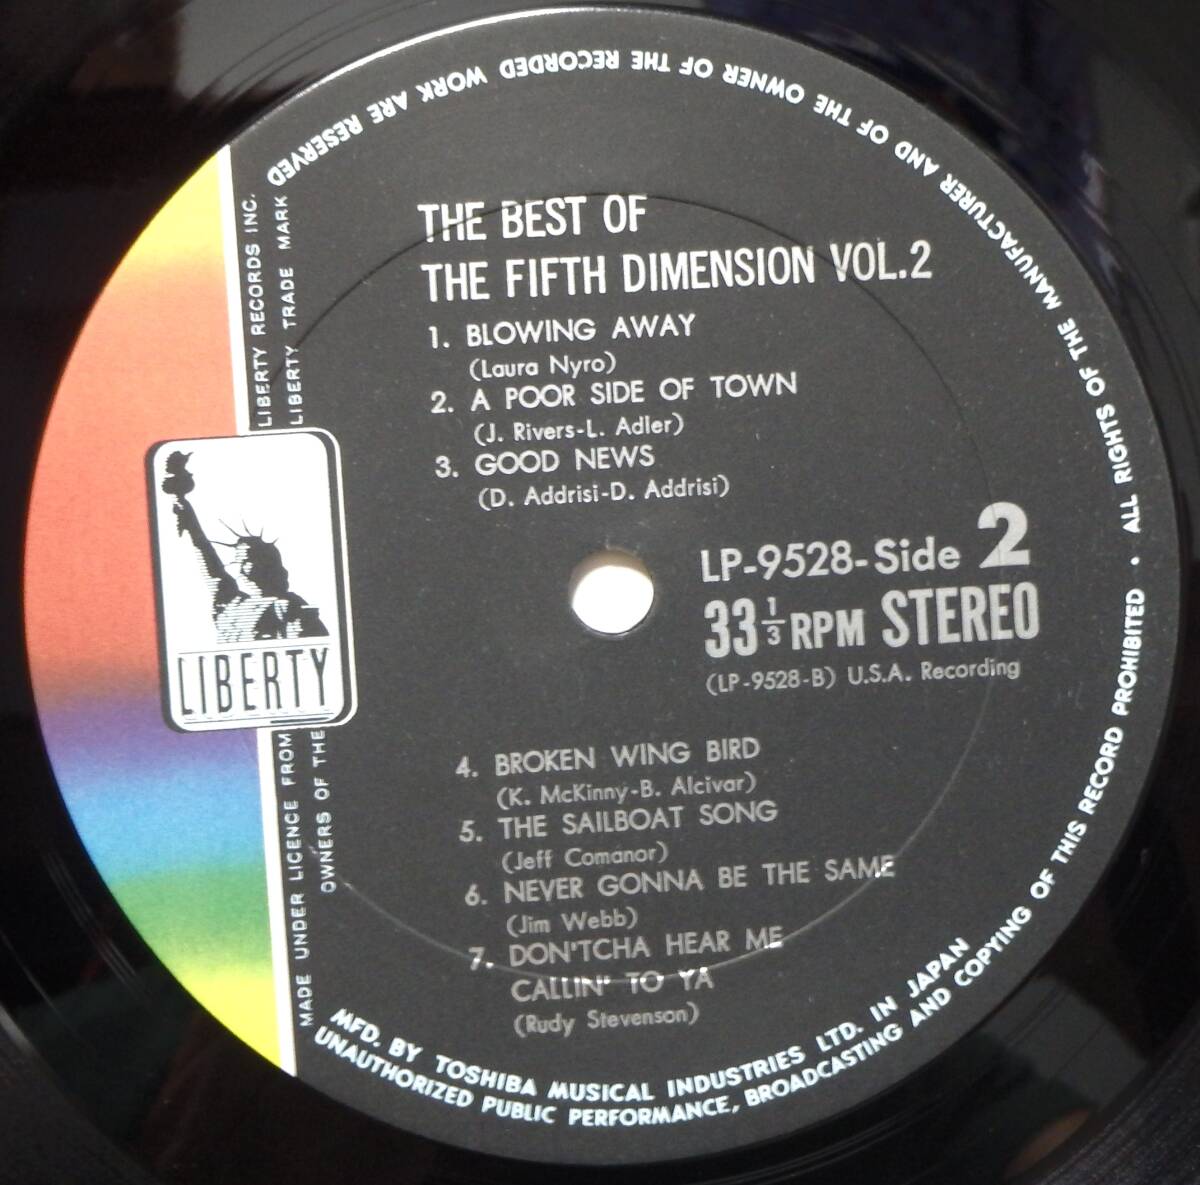 THE BEST OF
THE FIFTH DIMENSION VOL.2
1. BLOWING AWAY
(Laura Nyro)
2. A POOR SIDE OF TOWN
(J. Rivers-L. Adler)
3. GOOD NEWS
(D. Addrisi-D. Addrisi)
LP-9528-Side 2
33 1/3 RPM STEREO
(LP-9528-B) U.S.A. Recording
4. BROKEN WING BIRD
(K. McKinny-B. Alcivar)
5. THE SAILBOAT SONG
(Jeff Comanor)
6. NEVER GONNA BE THE SAME
(Jim Webb)
7. DON'TCHA HEAR ME
CALLIN' TO YA
(Rudy Stevenson)
LIBERTY
MADE UNDER LICENCE FROM LIBERTY RECORDS INC.
OWNERS OF THE LIBERTY TRADE MARK
MFD. BY TOSHIBA MUSICAL INDUSTRIES LTD. IN JAPAN
UNAUTHORIZED PUBLIC PERFORMANCE, BROADCASTING AND COPYING OF THIS RECORD PROHIBITED · ALL RIGHTS OF THE MANUFACTURER AND OF THE OWNER OF THE RECORDED WORK ARE RESERVED